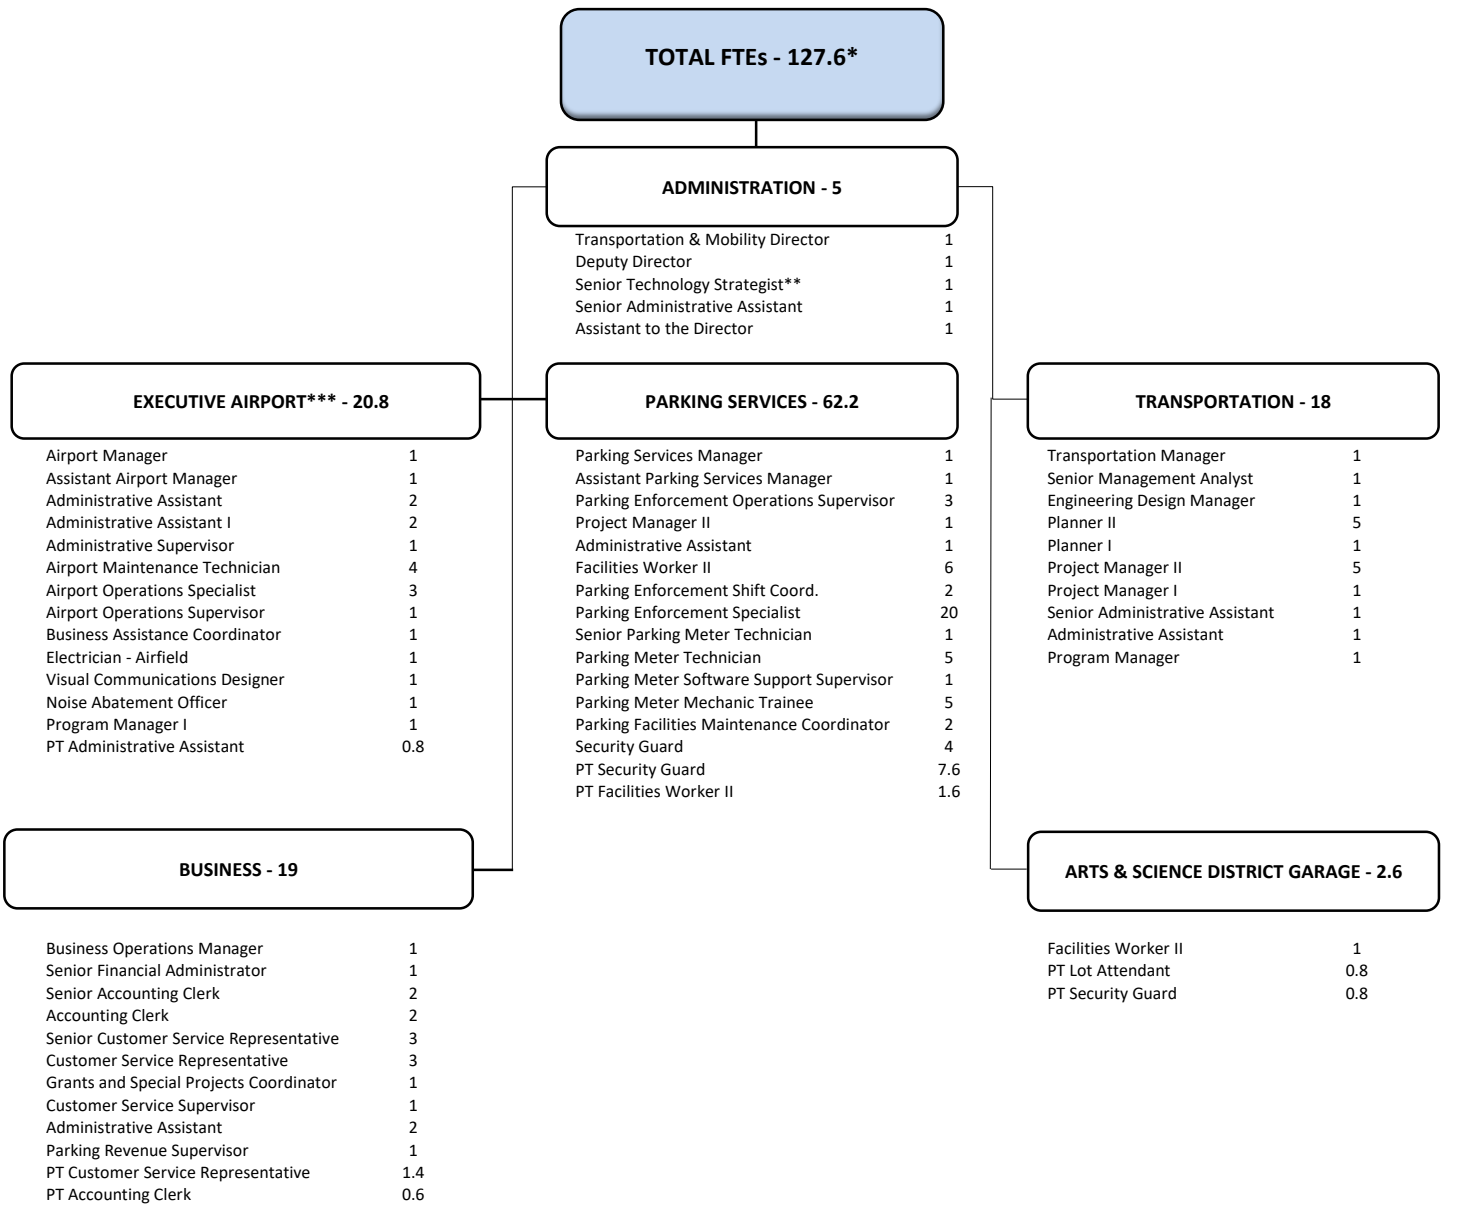 TOTAL FTEs - 127.6*
ADMINISTRATION - 5
Transportation & Mobility Director 1
Deputy Director 1
Senior Technology Strategist** 1
Senior Administrative Assistant 1
Assistant to the Director 1
EXECUTIVE AIRPORT*** - 20.8
Airport Manager 1
Assistant Airport Manager 1
Administrative Assistant 2
Administrative Assistant I 2
Administrative Supervisor 1
Airport Maintenance Technician 4
Airport Operations Specialist 3
Airport Operations Supervisor 1
Business Assistance Coordinator 1
Electrician - Airfield 1
Visual Communications Designer 1
Noise Abatement Officer 1
Program Manager I 1
PT Administrative Assistant 0.8
PARKING SERVICES - 62.2
Parking Services Manager 1
Assistant Parking Services Manager 1
Parking Enforcement Operations Supervisor 3
Project Manager II 1
Administrative Assistant 1
Facilities Worker II 6
Parking Enforcement Shift Coord. 2
Parking Enforcement Specialist 20
Senior Parking Meter Technician 1
Parking Meter Technician 5
Parking Meter Software Support Supervisor 1
Parking Meter Mechanic Trainee 5
Parking Facilities Maintenance Coordinator 2
Security Guard 4
PT Security Guard 7.6
PT Facilities Worker II 1.6
TRANSPORTATION - 18
Transportation Manager 1
Senior Management Analyst 1
Engineering Design Manager 1
Planner II 5
Planner I 1
Project Manager II 5
Project Manager I 1
Senior Administrative Assistant 1
Administrative Assistant 1
Program Manager 1
BUSINESS - 19
Business Operations Manager 1
Senior Financial Administrator 1
Senior Accounting Clerk 2
Accounting Clerk 2
Senior Customer Service Representative 3
Customer Service Representative 3
Grants and Special Projects Coordinator 1
Customer Service Supervisor 1
Administrative Assistant 2
Parking Revenue Supervisor 1
PT Customer Service Representative 1.4
PT Accounting Clerk 0.6
ARTS & SCIENCE DISTRICT GARAGE - 2.6
Facilities Worker II 1
PT Lot Attendant 0.8
PT Security Guard 0.8